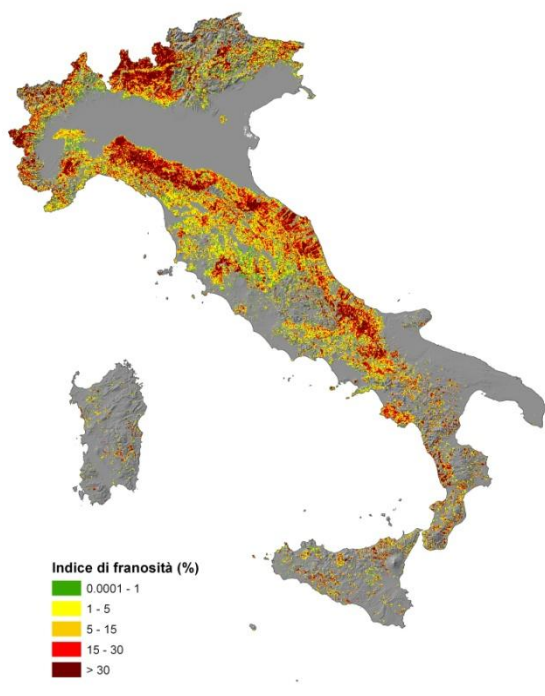 Indice di franosità (%)
0.0001 - 1
1 - 5
5 - 15
15 - 30
> 30